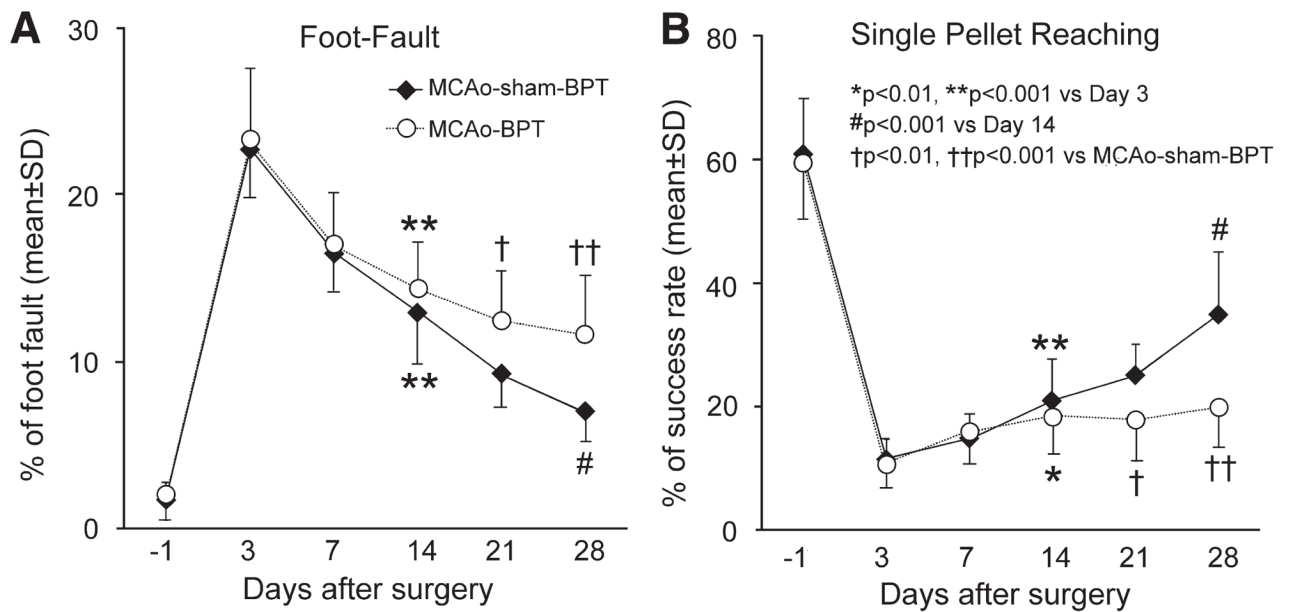 A
Foot-Fault
MCAo-sham-BPT
MCAo-BPT
% of foot fault (mean±SD)
30
20
10
0
**
†
††
**
#
-1 3 7 14 21 28
Days after surgery
B
Single Pellet Reaching
*p<0.01, **p<0.001 vs Day 3
#p<0.001 vs Day 14
†p<0.01, ††p<0.001 vs MCAo-sham-BPT
% of success rate (mean±SD)
80
60
40
20
0
#
**
*
†
††
-1 3 7 14 21 28
Days after surgery